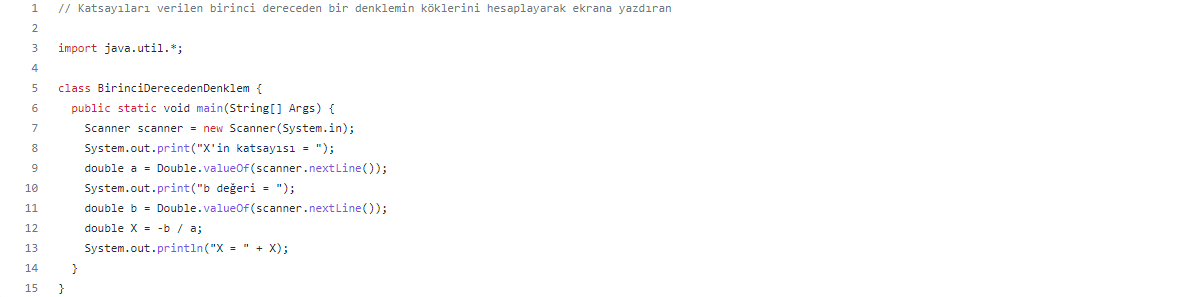 1 // Katsayıları verilen birinci dereceden bir denklemin köklerini hesaplayarak ekrana yazdıran
2
3 import java.util.*;
4
5 class BirinciDerecedenDenklem {
6 public static void main(String[] Args) {
7 Scanner scanner = new Scanner(System.in);
8 System.out.print("X'in katsayısı = ");
9 double a = Double.valueOf(scanner.nextLine());
10 System.out.print("b değeri = ");
11 double b = Double.valueOf(scanner.nextLine());
12 double X = -b / a;
13 System.out.println("X = " + X);
14 }
15 }